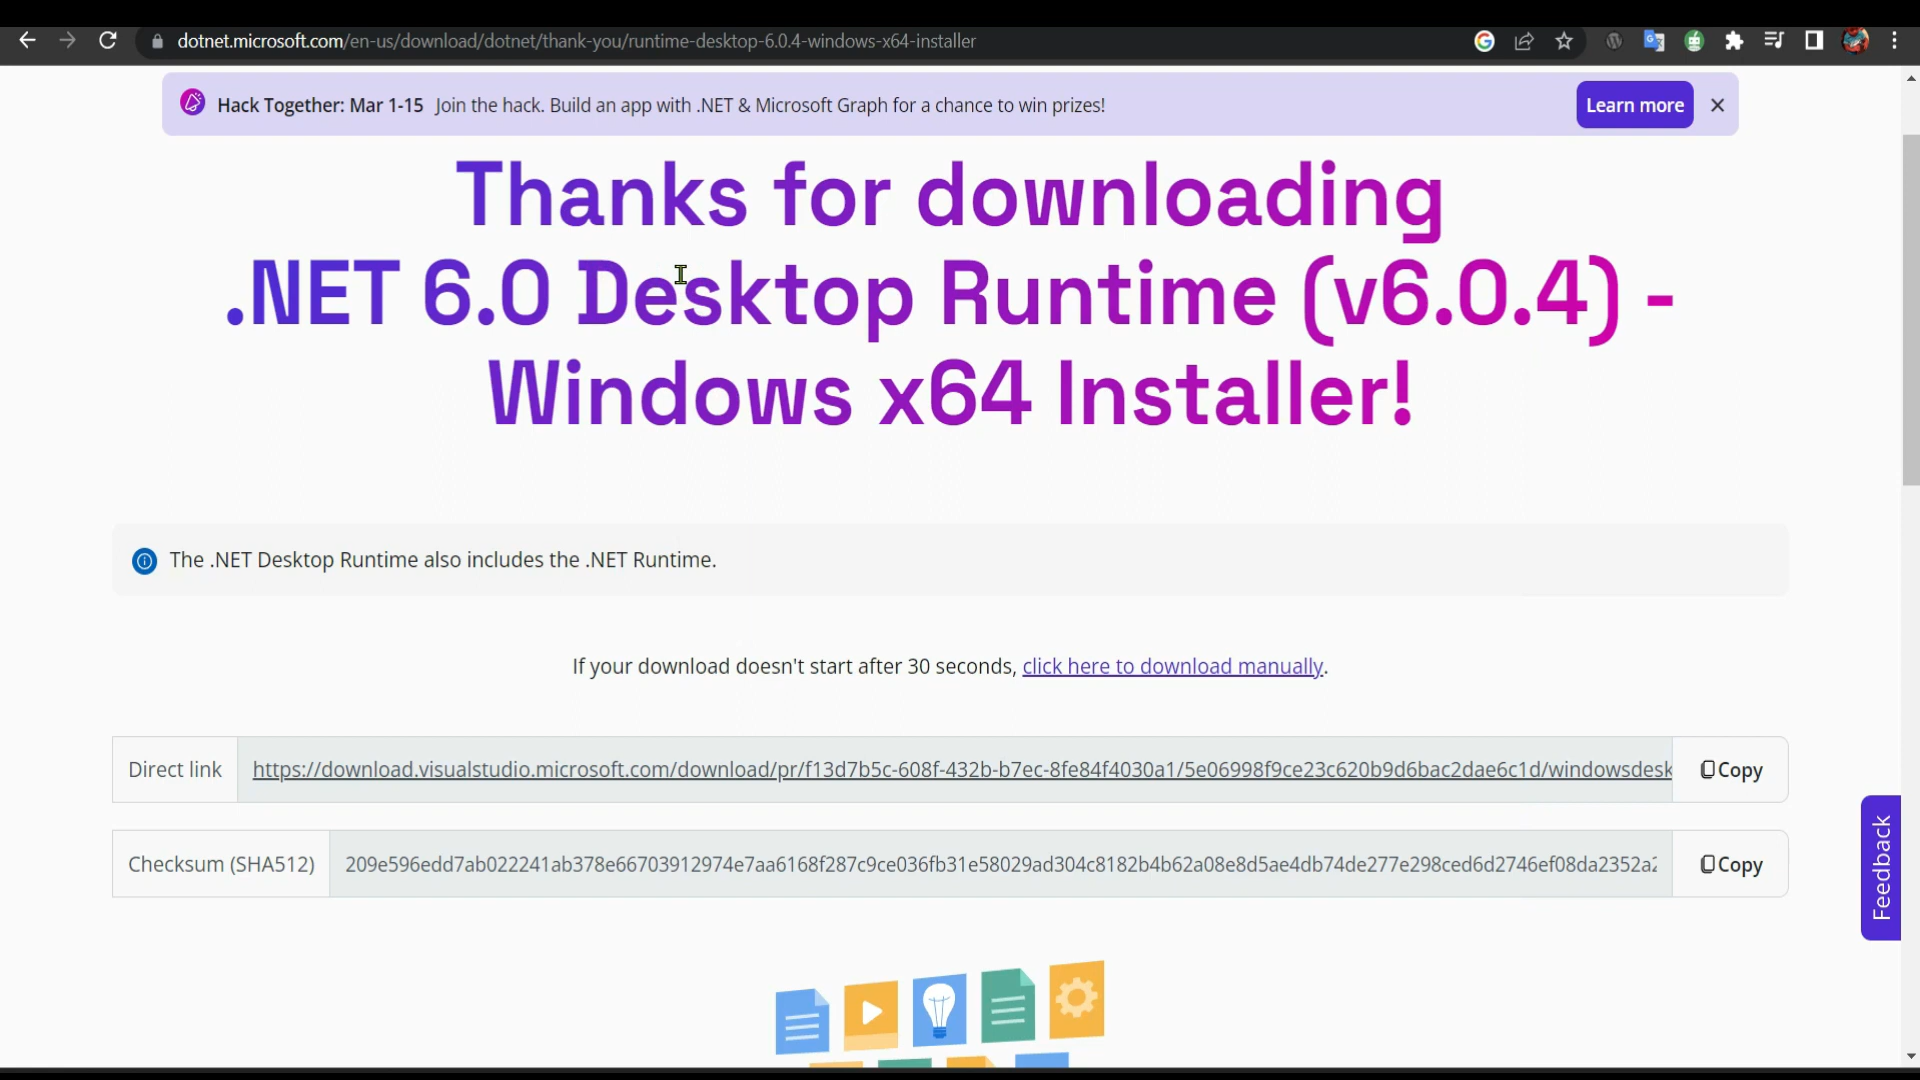 dotnet.microsoft.com/en-us/download/dotnet/thank-you/runtime-desktop-6.0.4-windows-x64-installer
Hack Together: Mar 1-15 Join the hack. Build an app with .NET & Microsoft Graph for a chance to win prizes! Learn more
Thanks for downloading
.NET 6.0 Desktop Runtime (v6.0.4) -
Windows x64 Installer!
The .NET Desktop Runtime also includes the .NET Runtime.
If your download doesn't start after 30 seconds, click here to download manually.
Direct link https://download.visualstudio.microsoft.com/download/pr/f13d7b5c-608f-432b-b7ec-8fe84f4030a1/5e06998f9ce23c620b9d6bac2dae6c1d/windowsdesk Copy
Checksum (SHA512) 209e596edd7ab022241ab378e66703912974e7aa6168f287c9ce036fb31e58029ad304c8182b4b62a08e8d5ae4db74de277e298ced6d2746ef08da2352a2 Copy
Feedback